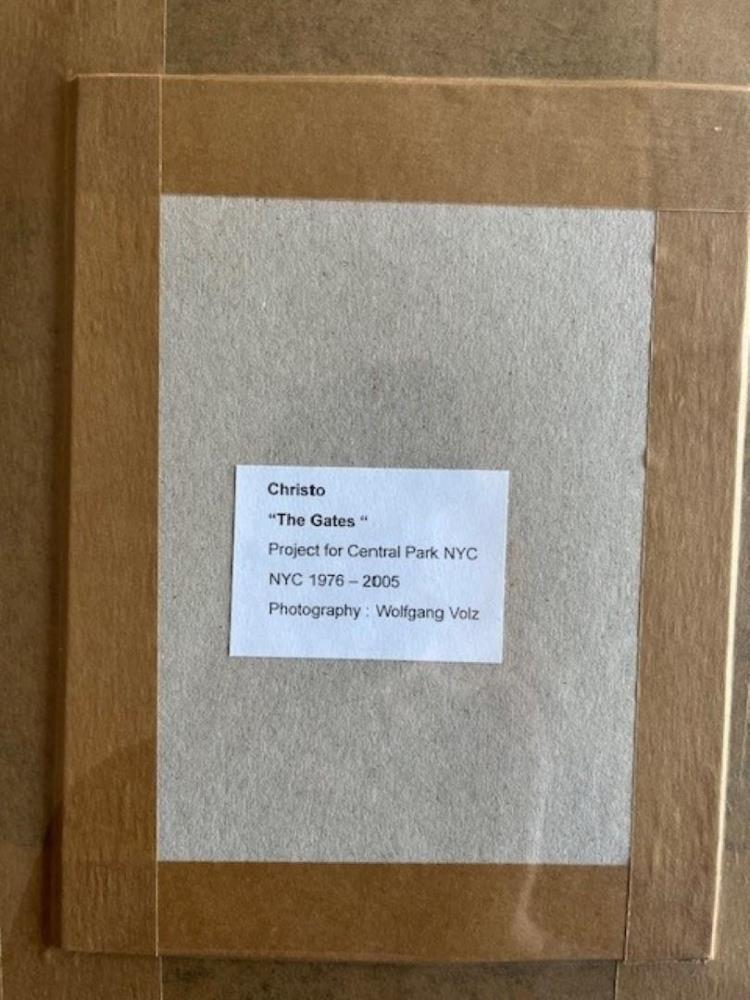 Christo
“The Gates “
Project for Central Park NYC
NYC 1976 – 2005
Photography : Wolfgang Volz